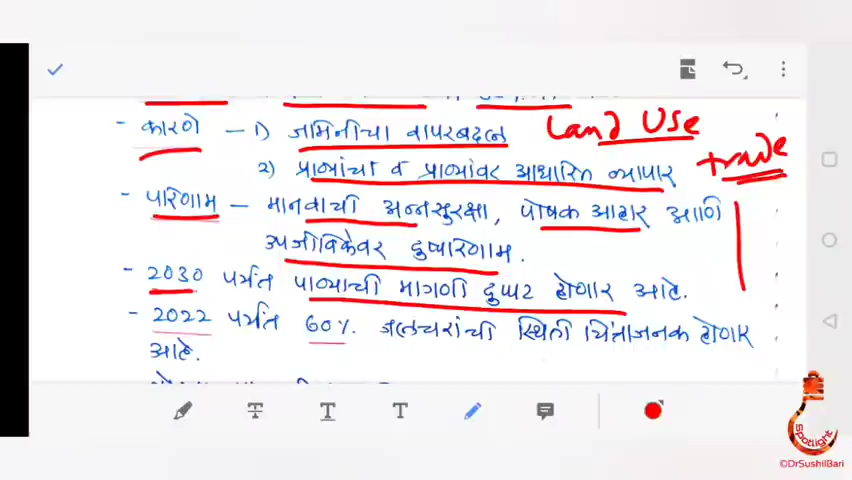 - कारणे - 1) जमिनीचा वापरबदल Land Use
2) प्राण्यांचा व प्राण्यांवर आधारित व्यापार trade
- परिणाम - मानवाची अन्नसुरक्षा, पोषक आहार आणि
उपजीविकेवर दुष्परिणाम.
- 2030 पर्यंत पाण्याची मागणी दुप्पट होणार आहे.
- 2022 पर्यंत 60% जलचरांची स्थिती चिंताजनक होणार
आहे.
T T T
Spotlight
©DrSushilBari